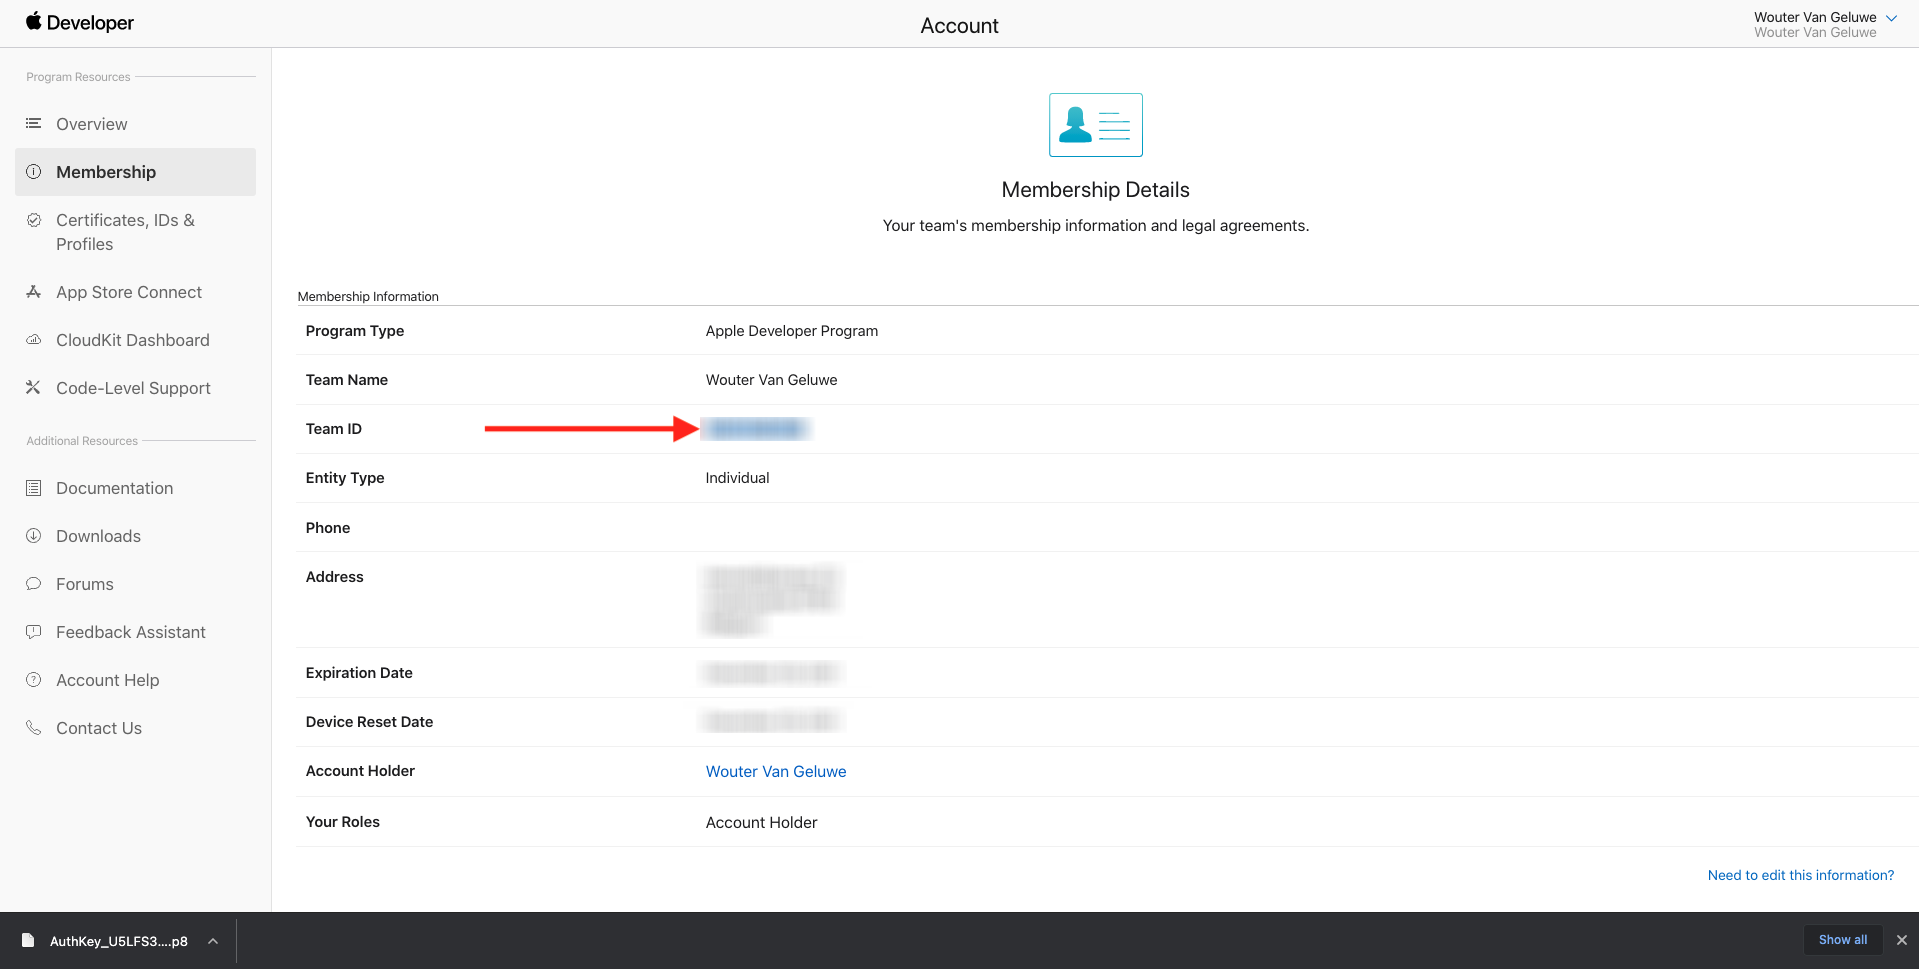 Developer
Account
Wouter Van Geluwe
Wouter Van Geluwe
Program Resources
Overview
Membership
Certificates, IDs &
Profiles
App Store Connect
CloudKit Dashboard
Code-Level Support
Additional Resources
Documentation
Downloads
Forums
Feedback Assistant
Account Help
Contact Us
Membership Details
Your team's membership information and legal agreements.
Membership Information
Program Type Apple Developer Program
Team Name Wouter Van Geluwe
Team ID
Entity Type Individual
Phone
Address
Expiration Date
Device Reset Date
Account Holder Wouter Van Geluwe
Your Roles Account Holder
Need to edit this information?
AuthKey_U5LFS3....p8
Show all